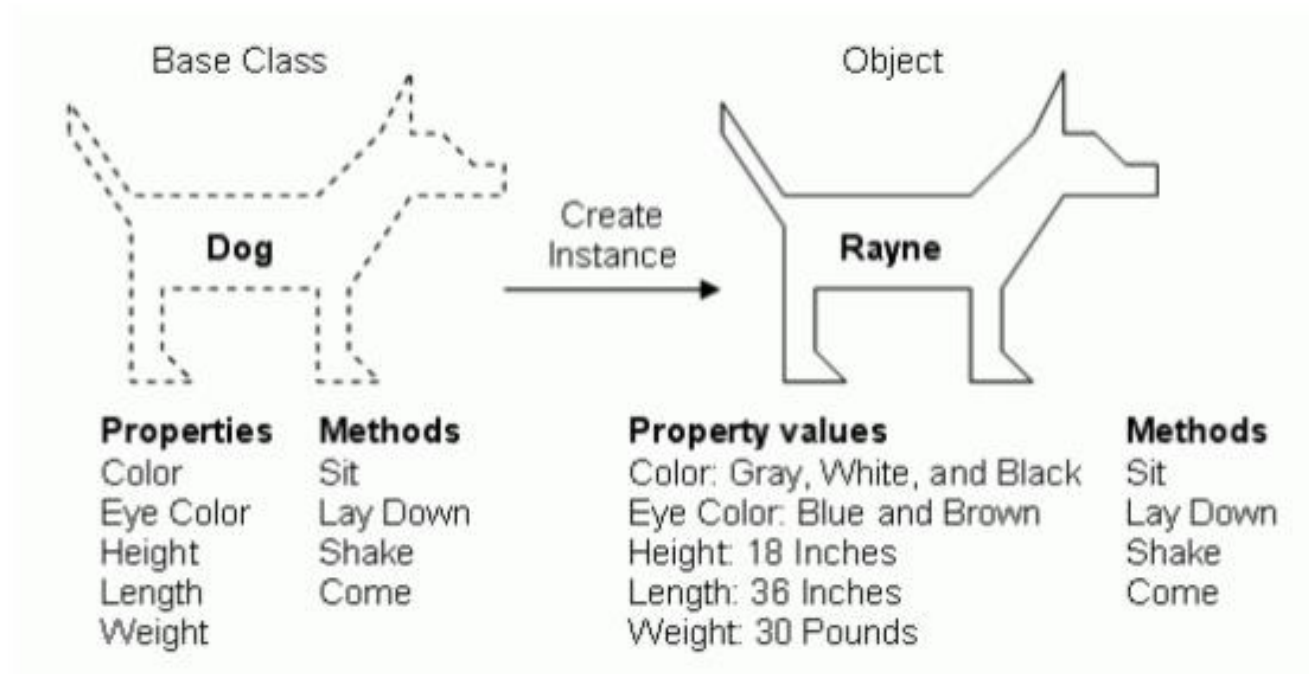 Base Class
Object
Create
Instance
Dog
Rayne
Properties Methods
Color Sit
Eye Color Lay Down
Height Shake
Length Come
Weight
Property values Methods
Color: Gray, White, and Black Sit
Eye Color: Blue and Brown Lay Down
Height: 18 Inches Shake
Length: 36 Inches Come
Weight: 30 Pounds